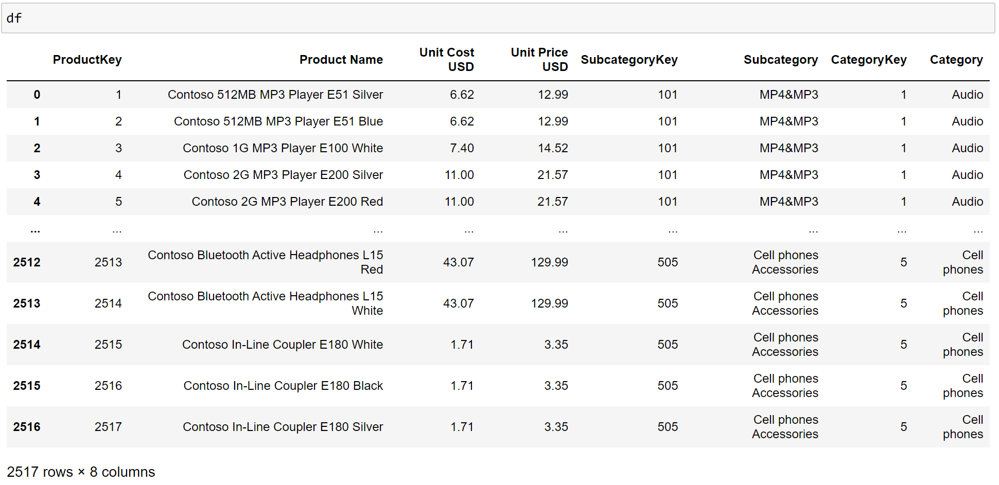 df
ProductKey Product Name Unit Cost USD Unit Price USD SubcategoryKey Subcategory CategoryKey Category
0 1 Contoso 512MB MP3 Player E51 Silver 6.62 12.99 101 MP4&MP3 1 Audio
1 2 Contoso 512MB MP3 Player E51 Blue 6.62 12.99 101 MP4&MP3 1 Audio
2 3 Contoso 1G MP3 Player E100 White 7.40 14.52 101 MP4&MP3 1 Audio
3 4 Contoso 2G MP3 Player E200 Silver 11.00 21.57 101 MP4&MP3 1 Audio
4 5 Contoso 2G MP3 Player E200 Red 11.00 21.57 101 MP4&MP3 1 Audio
... ... ... ... ... ... ... ... ...
2512 2513 Contoso Bluetooth Active Headphones L15 Red 43.07 129.99 505 Cell phones Accessories 5 Cell phones
2513 2514 Contoso Bluetooth Active Headphones L15 White 43.07 129.99 505 Cell phones Accessories 5 Cell phones
2514 2515 Contoso In-Line Coupler E180 White 1.71 3.35 505 Cell phones Accessories 5 Cell phones
2515 2516 Contoso In-Line Coupler E180 Black 1.71 3.35 505 Cell phones Accessories 5 Cell phones
2516 2517 Contoso In-Line Coupler E180 Silver 1.71 3.35 505 Cell phones Accessories 5 Cell phones
2517 rows × 8 columns